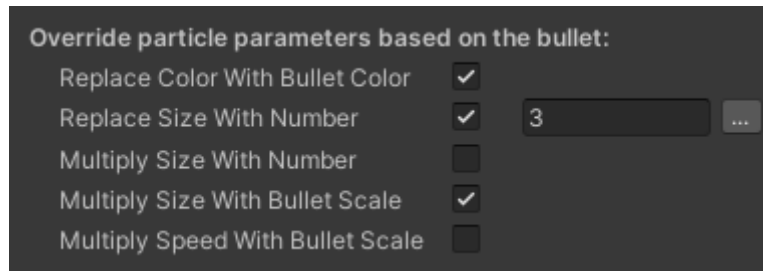 Override particle parameters based on the bullet:
Replace Color With Bullet Color
Replace Size With Number 3 ...
Multiply Size With Number
Multiply Size With Bullet Scale
Multiply Speed With Bullet Scale